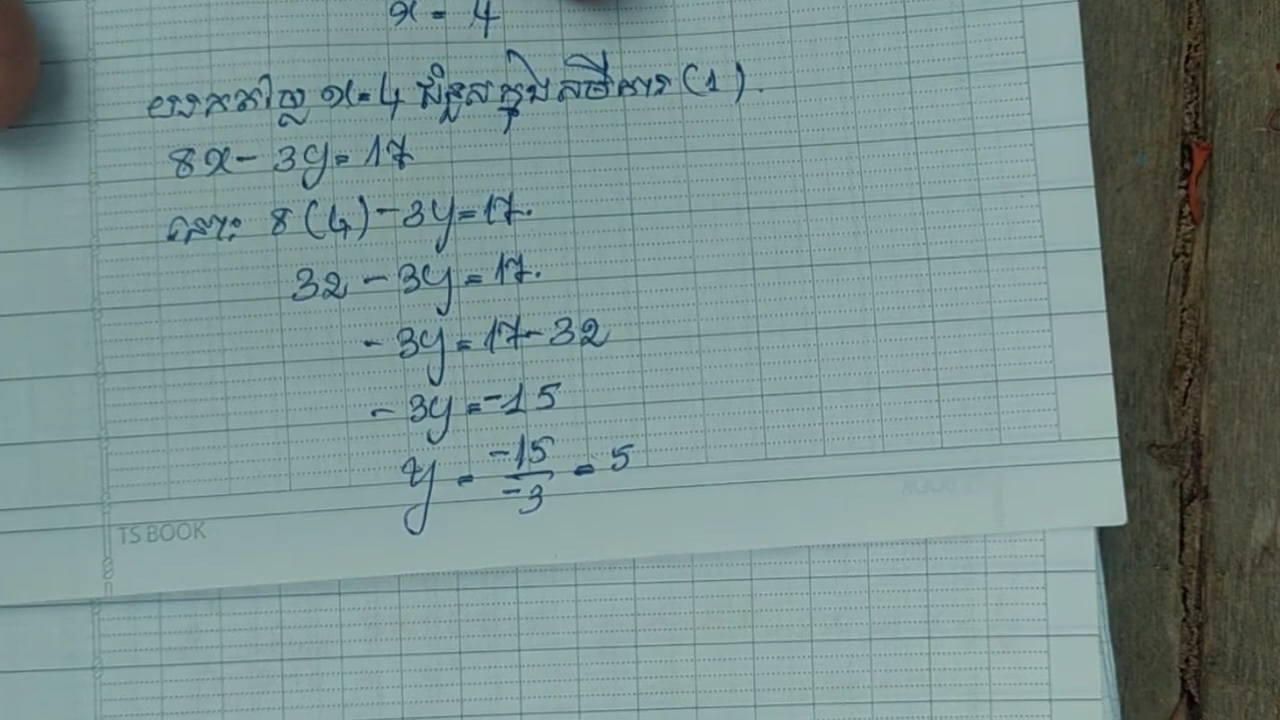 x = 4
យកតម្លៃ x=4 ជំនួសក្នុងសមីការ (1).
8x - 3y = 17
នោះ: 8(4) - 3y = 17.
32 - 3y = 17.
- 3y = 17 - 32
- 3y = -15
y = -15/-3 = 5
TS BOOK